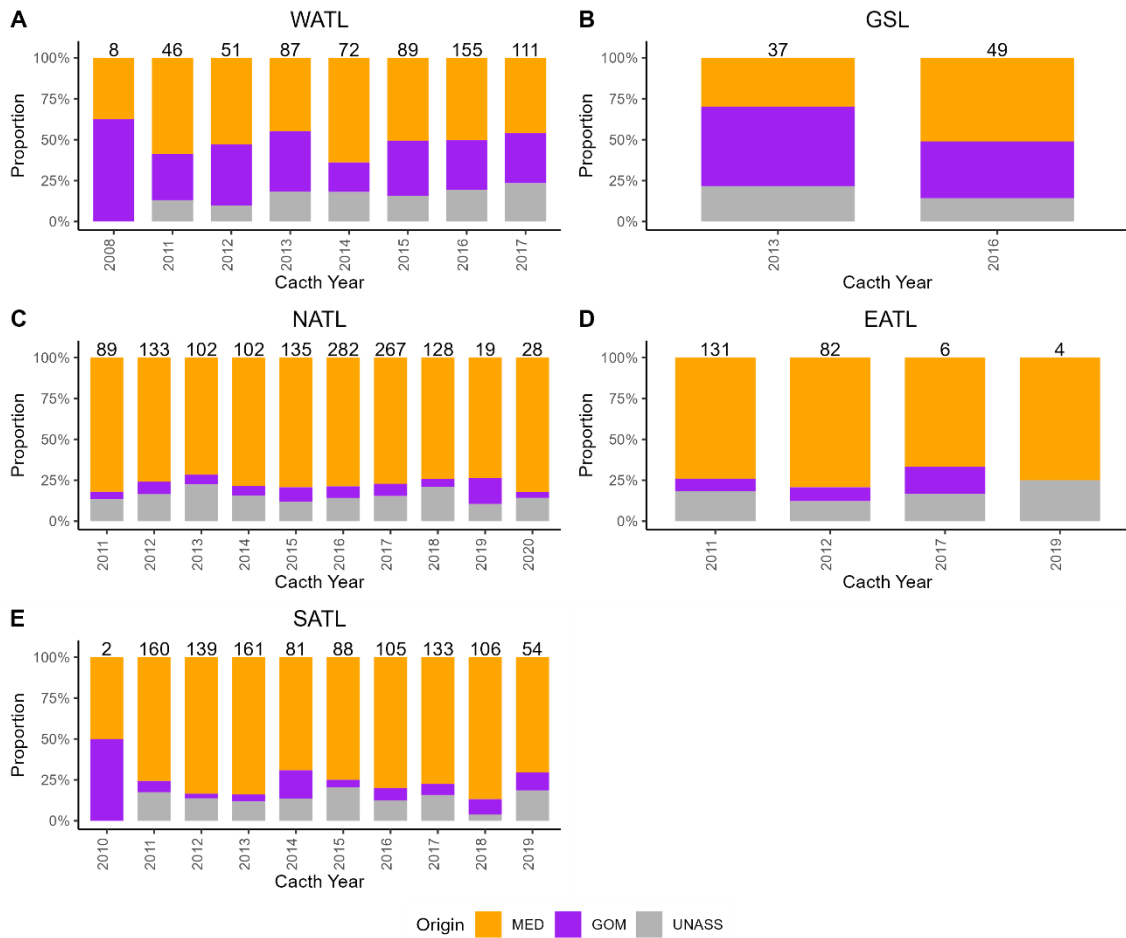 A WATL
8 46 51 87 72 89 155 111
100%
75%
50%
25%
0%
Proportion
2008 2011 2012 2013 2014 2015 2016 2017
Cacth Year
B GSL
37 49
100%
75%
50%
25%
0%
Proportion
2013 2016
Cacth Year
C NATL
89 133 102 102 135 282 267 128 19 28
100%
75%
50%
25%
0%
Proportion
2011 2012 2013 2014 2015 2016 2017 2018 2019 2020
Cacth Year
D EATL
131 82 6 4
100%
75%
50%
25%
0%
Proportion
2011 2012 2017 2019
Cacth Year
E SATL
2 160 139 161 81 88 105 133 106 54
100%
75%
50%
25%
0%
Proportion
2010 2011 2012 2013 2014 2015 2016 2017 2018 2019
Cacth Year
Origin MED GOM UNASS